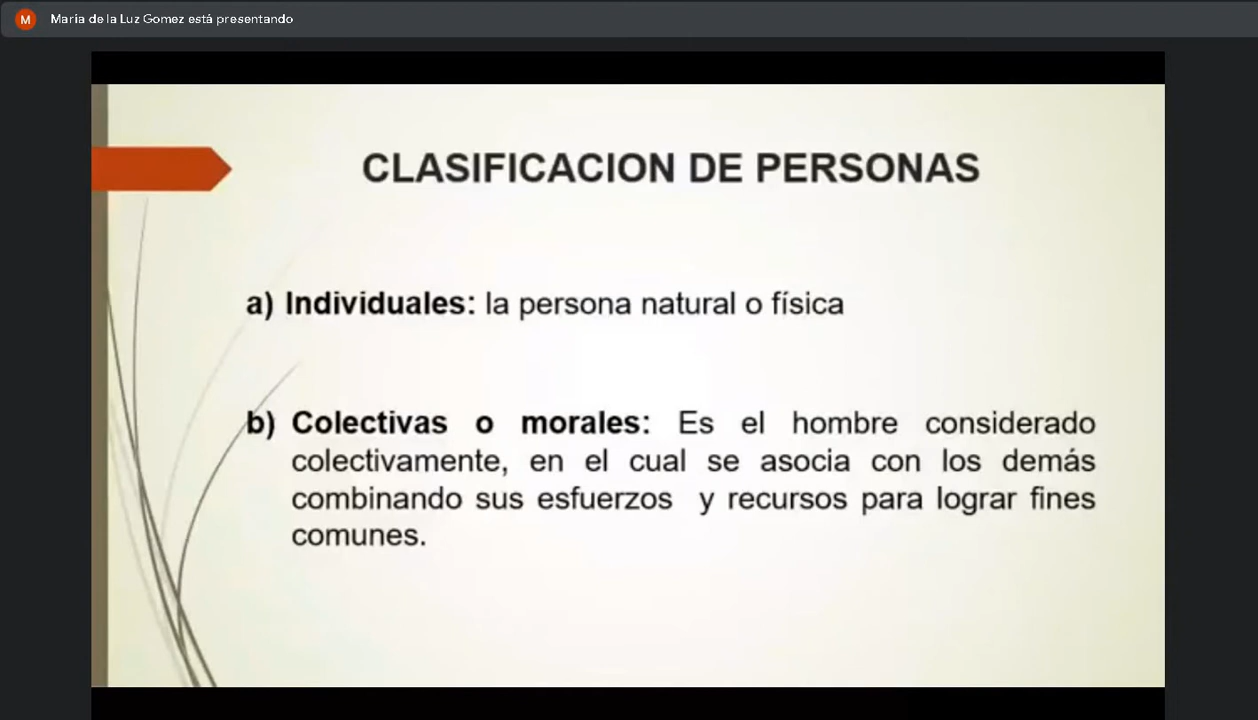 M María de la Luz Gomez está presentando
CLASIFICACION DE PERSONAS
a) Individuales: la persona natural o física
b) Colectivas o morales: Es el hombre considerado
colectivamente, en el cual se asocia con los demás
combinando sus esfuerzos y recursos para lograr fines
comunes.